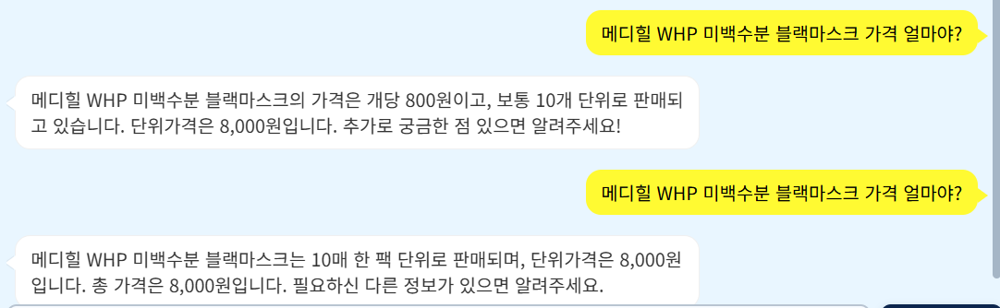 메디힐 WHP 미백수분 블랙마스크 가격 얼마야?
메디힐 WHP 미백수분 블랙마스크의 가격은 개당 800원이고, 보통 10개 단위로 판매되
고 있습니다. 단위가격은 8,000원입니다. 추가로 궁금한 점 있으면 알려주세요!
메디힐 WHP 미백수분 블랙마스크 가격 얼마야?
메디힐 WHP 미백수분 블랙마스크는 10매 한 팩 단위로 판매되며, 단위가격은 8,000원
입니다. 총 가격은 8,000원입니다. 필요하신 다른 정보가 있으면 알려주세요.